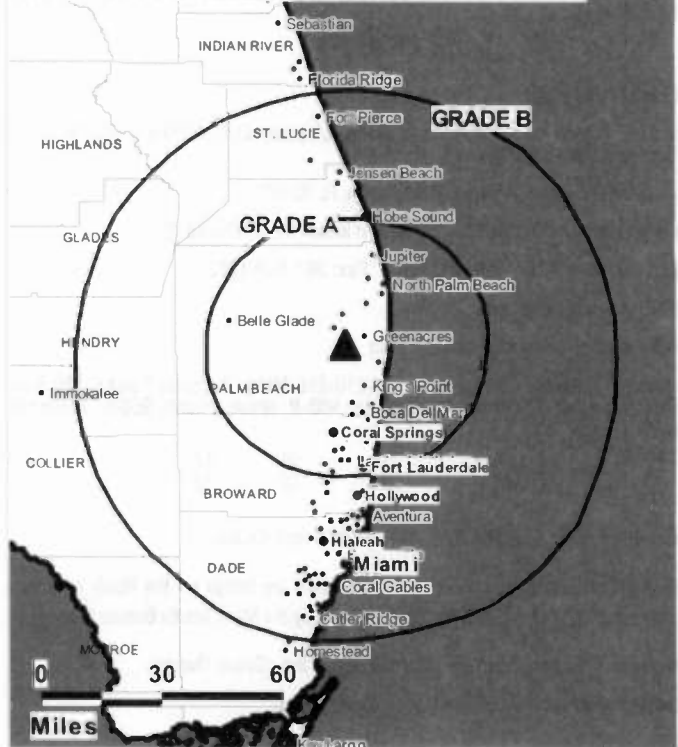 Sebastian
INDIAN RIVER
Florida Ridge
Fort Pierce
GRADE B
ST. LUCIE
HIGHLANDS
Jensen Beach
Hobe Sound
GRADE A
GLADES
Jupiter
North Palm Beach
Belle Glade
Greenacres
HENDRY
PALM BEACH
Kings Point
Immokalee
Boca Del Mar
Coral Springs
COLLIER
Fort Lauderdale
BROWARD
Hollywood
Aventura
Hialeah
DADE
Miami
Coral Gables
Cutler Ridge
MONROE
Homestead
0 30 60
Miles
Key Largo